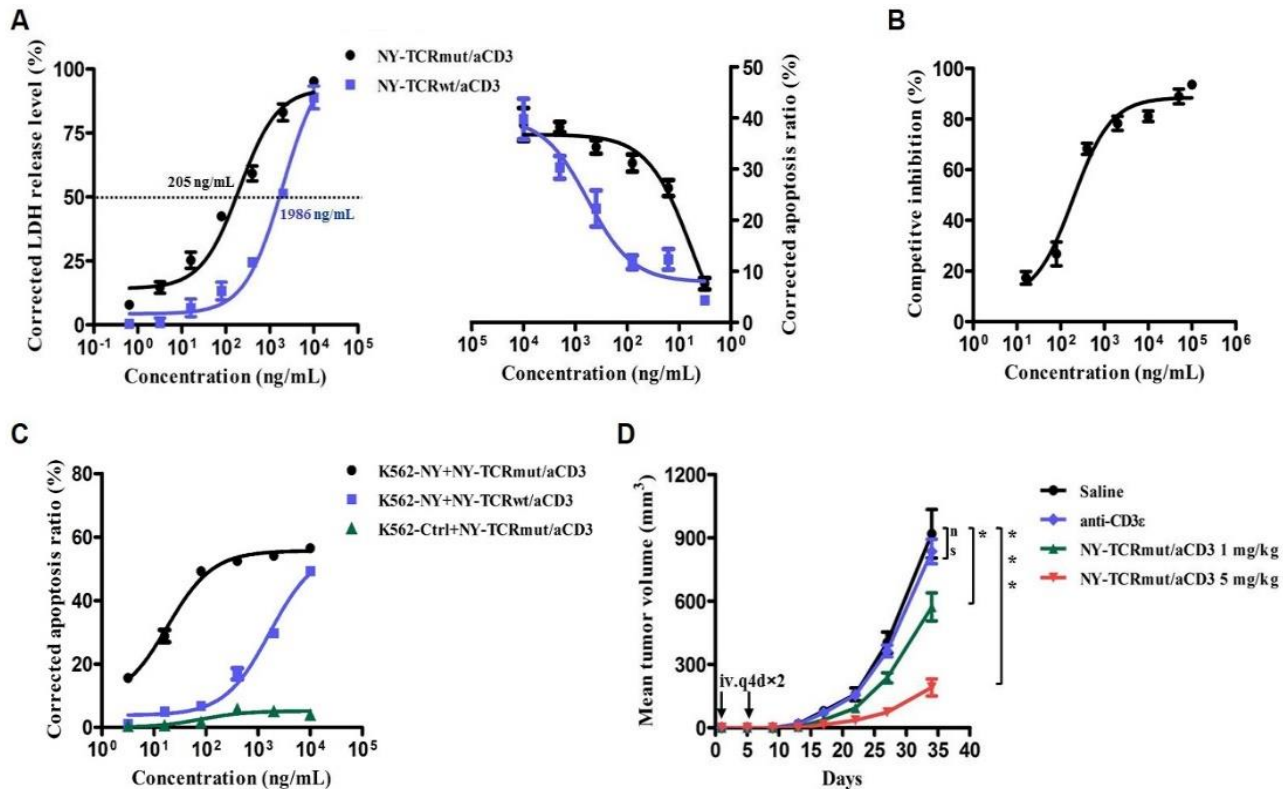 A
NY-TCRmut/aCD3
NY-TCRwt/aCD3
Corrected LDH release level (%)
100
75
50
25
0
205 ng/mL
1986 ng/mL
10-1 100 101 102 103 104 105
Concentration (ng/mL)
50
40
30
20
10
0
Corrected apoptosis ratio (%)
105 104 103 102 101 100
Concentration (ng/mL)
B
Competitve inhibition (%)
100
80
60
40
20
0
100 101 102 103 104 105 106
Concentration (ng/mL)
C
Corrected apoptosis ratio (%)
80
60
40
20
0
100 101 102 103 104 105
Concentration (ng/mL)
K562-NY+NY-TCRmut/aCD3
K562-NY+NY-TCRwt/aCD3
K562-Ctrl+NY-TCRmut/aCD3
D
Mean tumor volume (mm3)
1200
900
600
300
0
iv.q4d×2
0 5 10 15 20 25 30 35 40
Days
Saline
anti-CD3ε
NY-TCRmut/aCD3 1 mg/kg
NY-TCRmut/aCD3 5 mg/kg
n
s
*
*
*
*